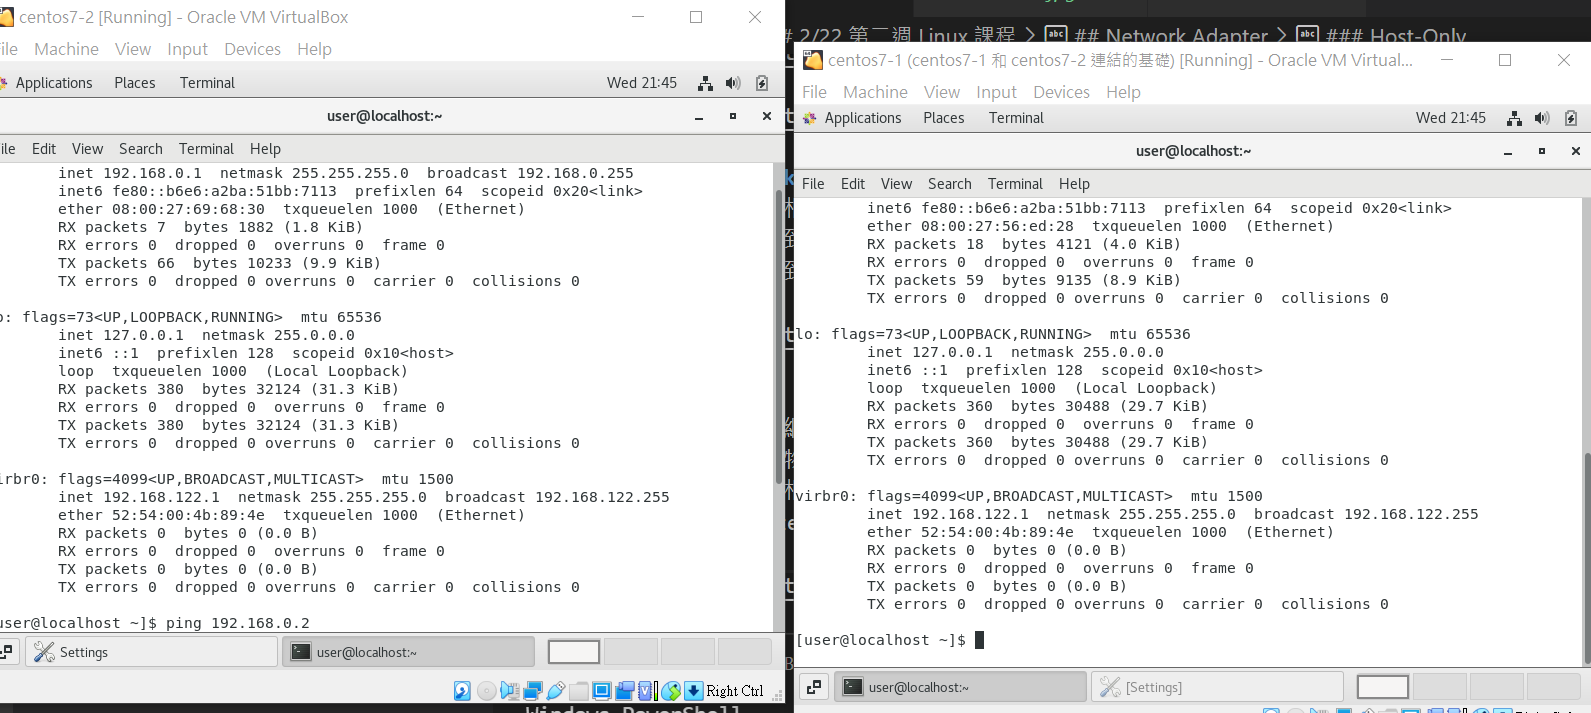 centos7-2 [Running] - Oracle VM VirtualBox
ile Machine View Input Devices Help
Applications Places Terminal Wed 21:45
user@localhost:~
ile Edit View Search Terminal Help
inet 192.168.0.1 netmask 255.255.255.0 broadcast 192.168.0.255
inet6 fe80::b6e6:a2ba:51bb:7113 prefixlen 64 scopeid 0x20<link>
ether 08:00:27:69:68:30 txqueuelen 1000 (Ethernet)
RX packets 7 bytes 1882 (1.8 KiB)
RX errors 0 dropped 0 overruns 0 frame 0
TX packets 66 bytes 10233 (9.9 KiB)
TX errors 0 dropped 0 overruns 0 carrier 0 collisions 0
o: flags=73<UP,LOOPBACK,RUNNING> mtu 65536
inet 127.0.0.1 netmask 255.0.0.0
inet6 ::1 prefixlen 128 scopeid 0x10<host>
loop txqueuelen 1000 (Local Loopback)
RX packets 380 bytes 32124 (31.3 KiB)
RX errors 0 dropped 0 overruns 0 frame 0
TX packets 380 bytes 32124 (31.3 KiB)
TX errors 0 dropped 0 overruns 0 carrier 0 collisions 0
irbr0: flags=4099<UP,BROADCAST,MULTICAST> mtu 1500
inet 192.168.122.1 netmask 255.255.255.0 broadcast 192.168.122.255
ether 52:54:00:4b:89:4e txqueuelen 1000 (Ethernet)
RX packets 0 bytes 0 (0.0 B)
RX errors 0 dropped 0 overruns 0 frame 0
TX packets 0 bytes 0 (0.0 B)
TX errors 0 dropped 0 overruns 0 carrier 0 collisions 0
user@localhost ~]$ ping 192.168.0.2
Settings user@localhost:~
Right Ctrl
Windows PowerShell
# 2/22 第二週 Linux 課程 > ## Network Adapter > ### Host-Only
centos7-1 (centos7-1 和 centos7-2 連結的基礎) [Running] - Oracle VM Virtual...
File Machine View Input Devices Help
Applications Places Terminal Wed 21:45
user@localhost:~
File Edit View Search Terminal Help
inet6 fe80::b6e6:a2ba:51bb:7113 prefixlen 64 scopeid 0x20<link>
ether 08:00:27:56:ed:28 txqueuelen 1000 (Ethernet)
RX packets 18 bytes 4121 (4.0 KiB)
RX errors 0 dropped 0 overruns 0 frame 0
TX packets 59 bytes 9135 (8.9 KiB)
TX errors 0 dropped 0 overruns 0 carrier 0 collisions 0
lo: flags=73<UP,LOOPBACK,RUNNING> mtu 65536
inet 127.0.0.1 netmask 255.0.0.0
inet6 ::1 prefixlen 128 scopeid 0x10<host>
loop txqueuelen 1000 (Local Loopback)
RX packets 360 bytes 30488 (29.7 KiB)
RX errors 0 dropped 0 overruns 0 frame 0
TX packets 360 bytes 30488 (29.7 KiB)
TX errors 0 dropped 0 overruns 0 carrier 0 collisions 0
virbr0: flags=4099<UP,BROADCAST,MULTICAST> mtu 1500
inet 192.168.122.1 netmask 255.255.255.0 broadcast 192.168.122.255
ether 52:54:00:4b:89:4e txqueuelen 1000 (Ethernet)
RX packets 0 bytes 0 (0.0 B)
RX errors 0 dropped 0 overruns 0 frame 0
TX packets 0 bytes 0 (0.0 B)
TX errors 0 dropped 0 overruns 0 carrier 0 collisions 0
[user@localhost ~]$
user@localhost:~ [Settings]